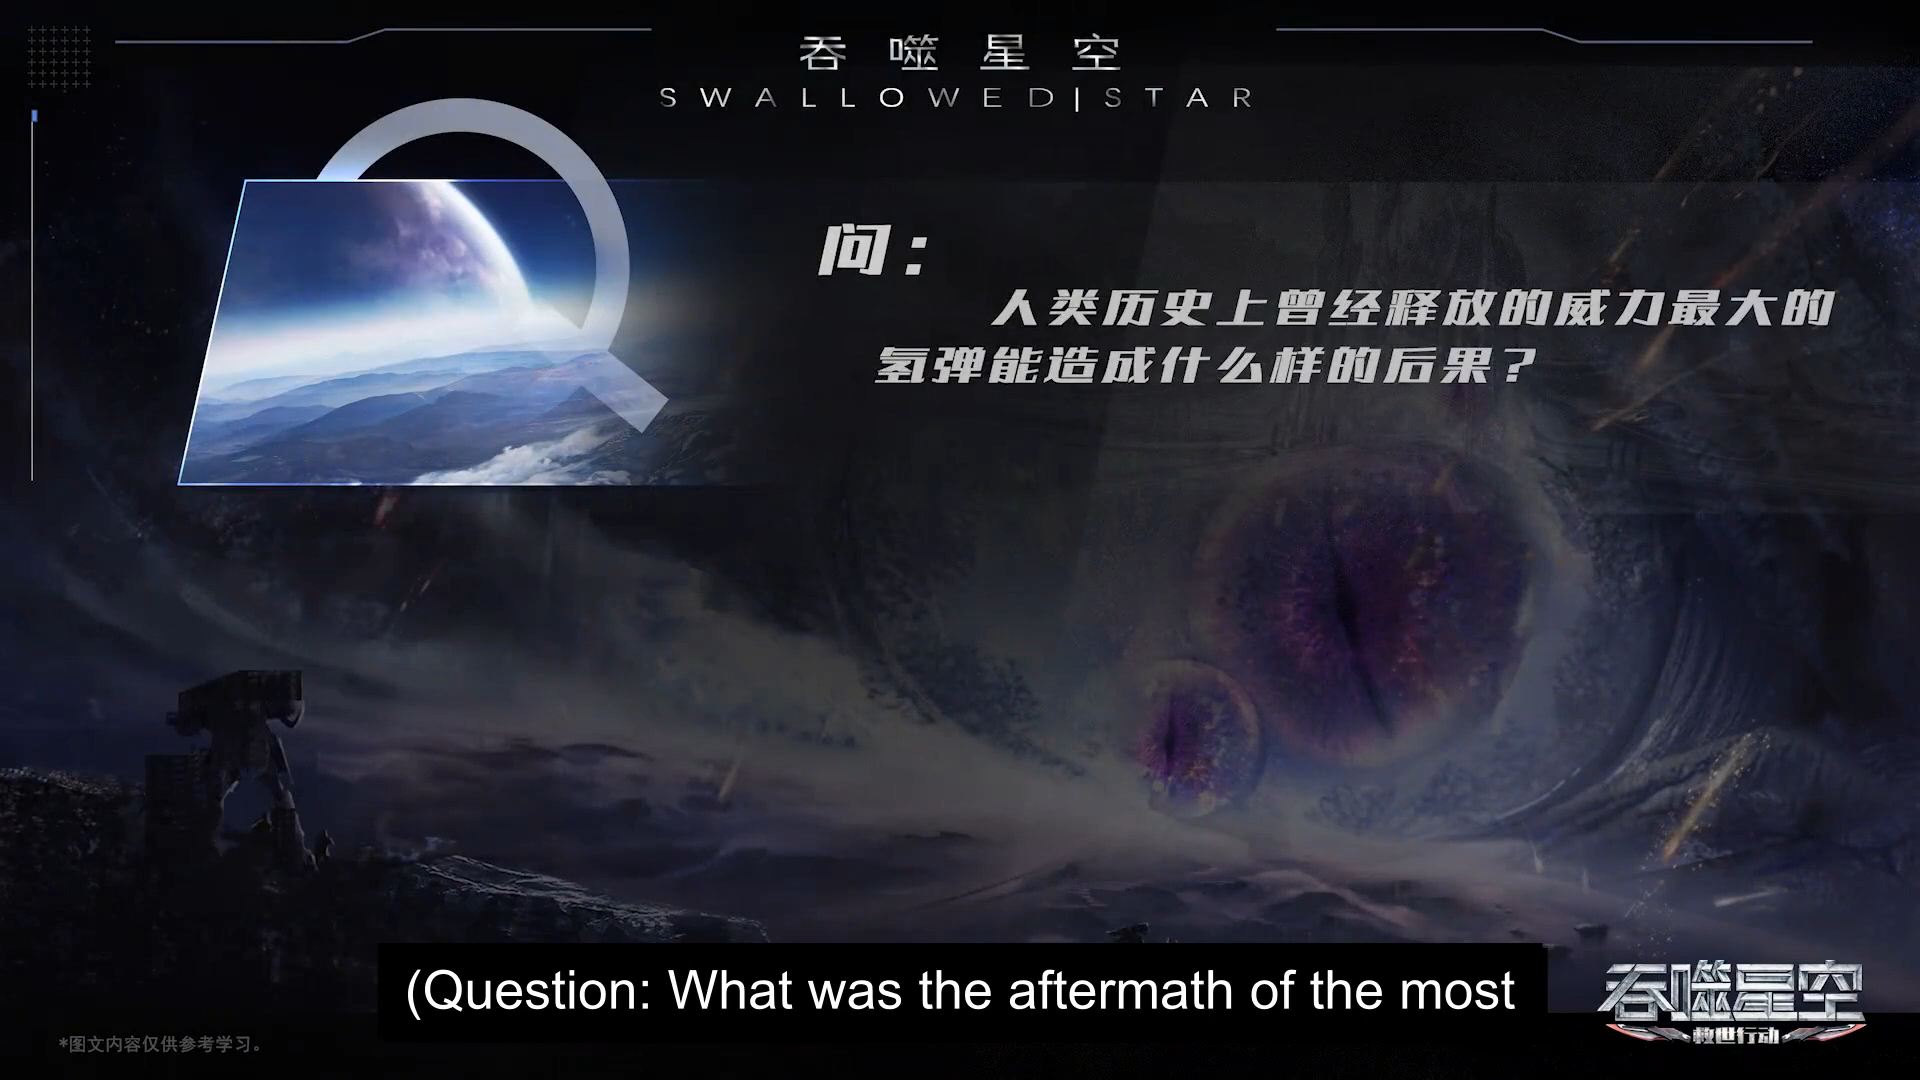 吞噬星空
SWALLOWED|STAR
问：
人类历史上曾经释放的威力最大的
氢弹能造成什么样的后果？
(Question: What was the aftermath of the most
吞噬星空
救世行动
*图文内容仅供参考学习。